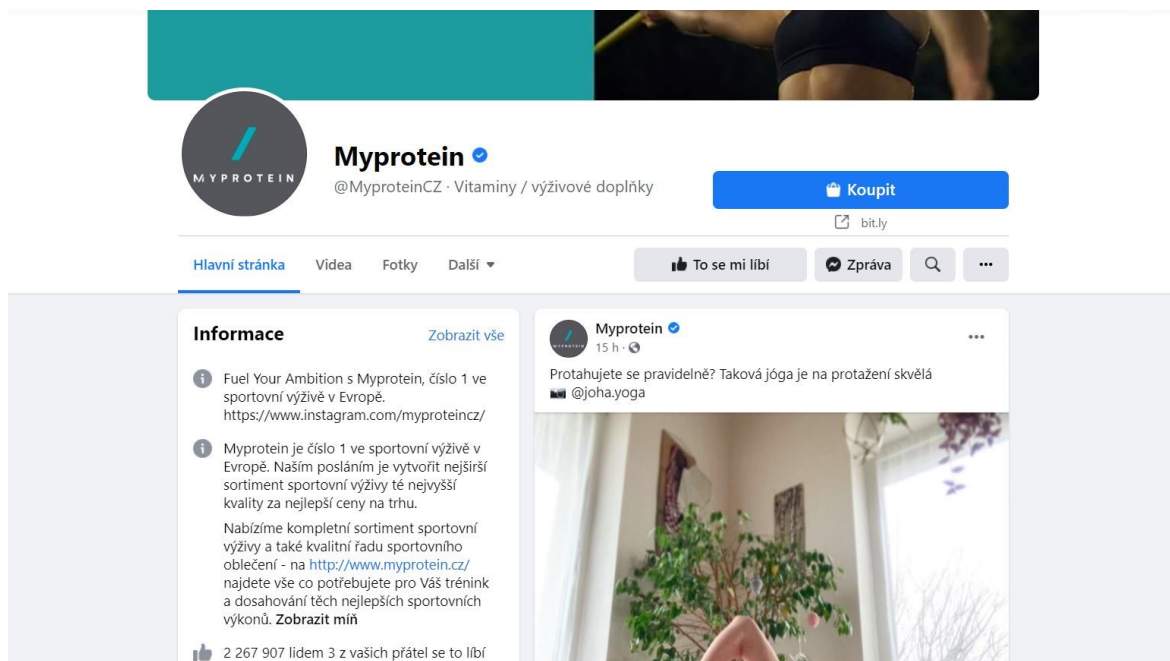 MYPROTEIN
Myprotein
@MyproteinCZ · Vitaminy / výživové doplňky
Koupit
bit.ly
Hlavní stránka Videa Fotky Další
To se mi líbí Zpráva
Informace
Zobrazit vše
Fuel Your Ambition s Myprotein, číslo 1 ve
sportovní výživě v Evropě.
https://www.instagram.com/myproteincz/
Myprotein je číslo 1 ve sportovní výživě v
Evropě. Naším posláním je vytvořit nejširší
sortiment sportovní výživy té nejvyšší
kvality za nejlepší ceny na trhu.
Nabízíme kompletní sortiment sportovní
výživy a také kvalitní řadu sportovního
oblečení - na http://www.myprotein.cz/
najdete vše co potřebujete pro Váš trénink
a dosahování těch nejlepších sportovních
výkonů. Zobrazit míň
2 267 907 lidem 3 z vašich přátel se to líbí
MYPROTEIN
Myprotein
15 h ·
Protahujete se pravidelně? Taková jóga je na protažení skvělá
@joha.yoga